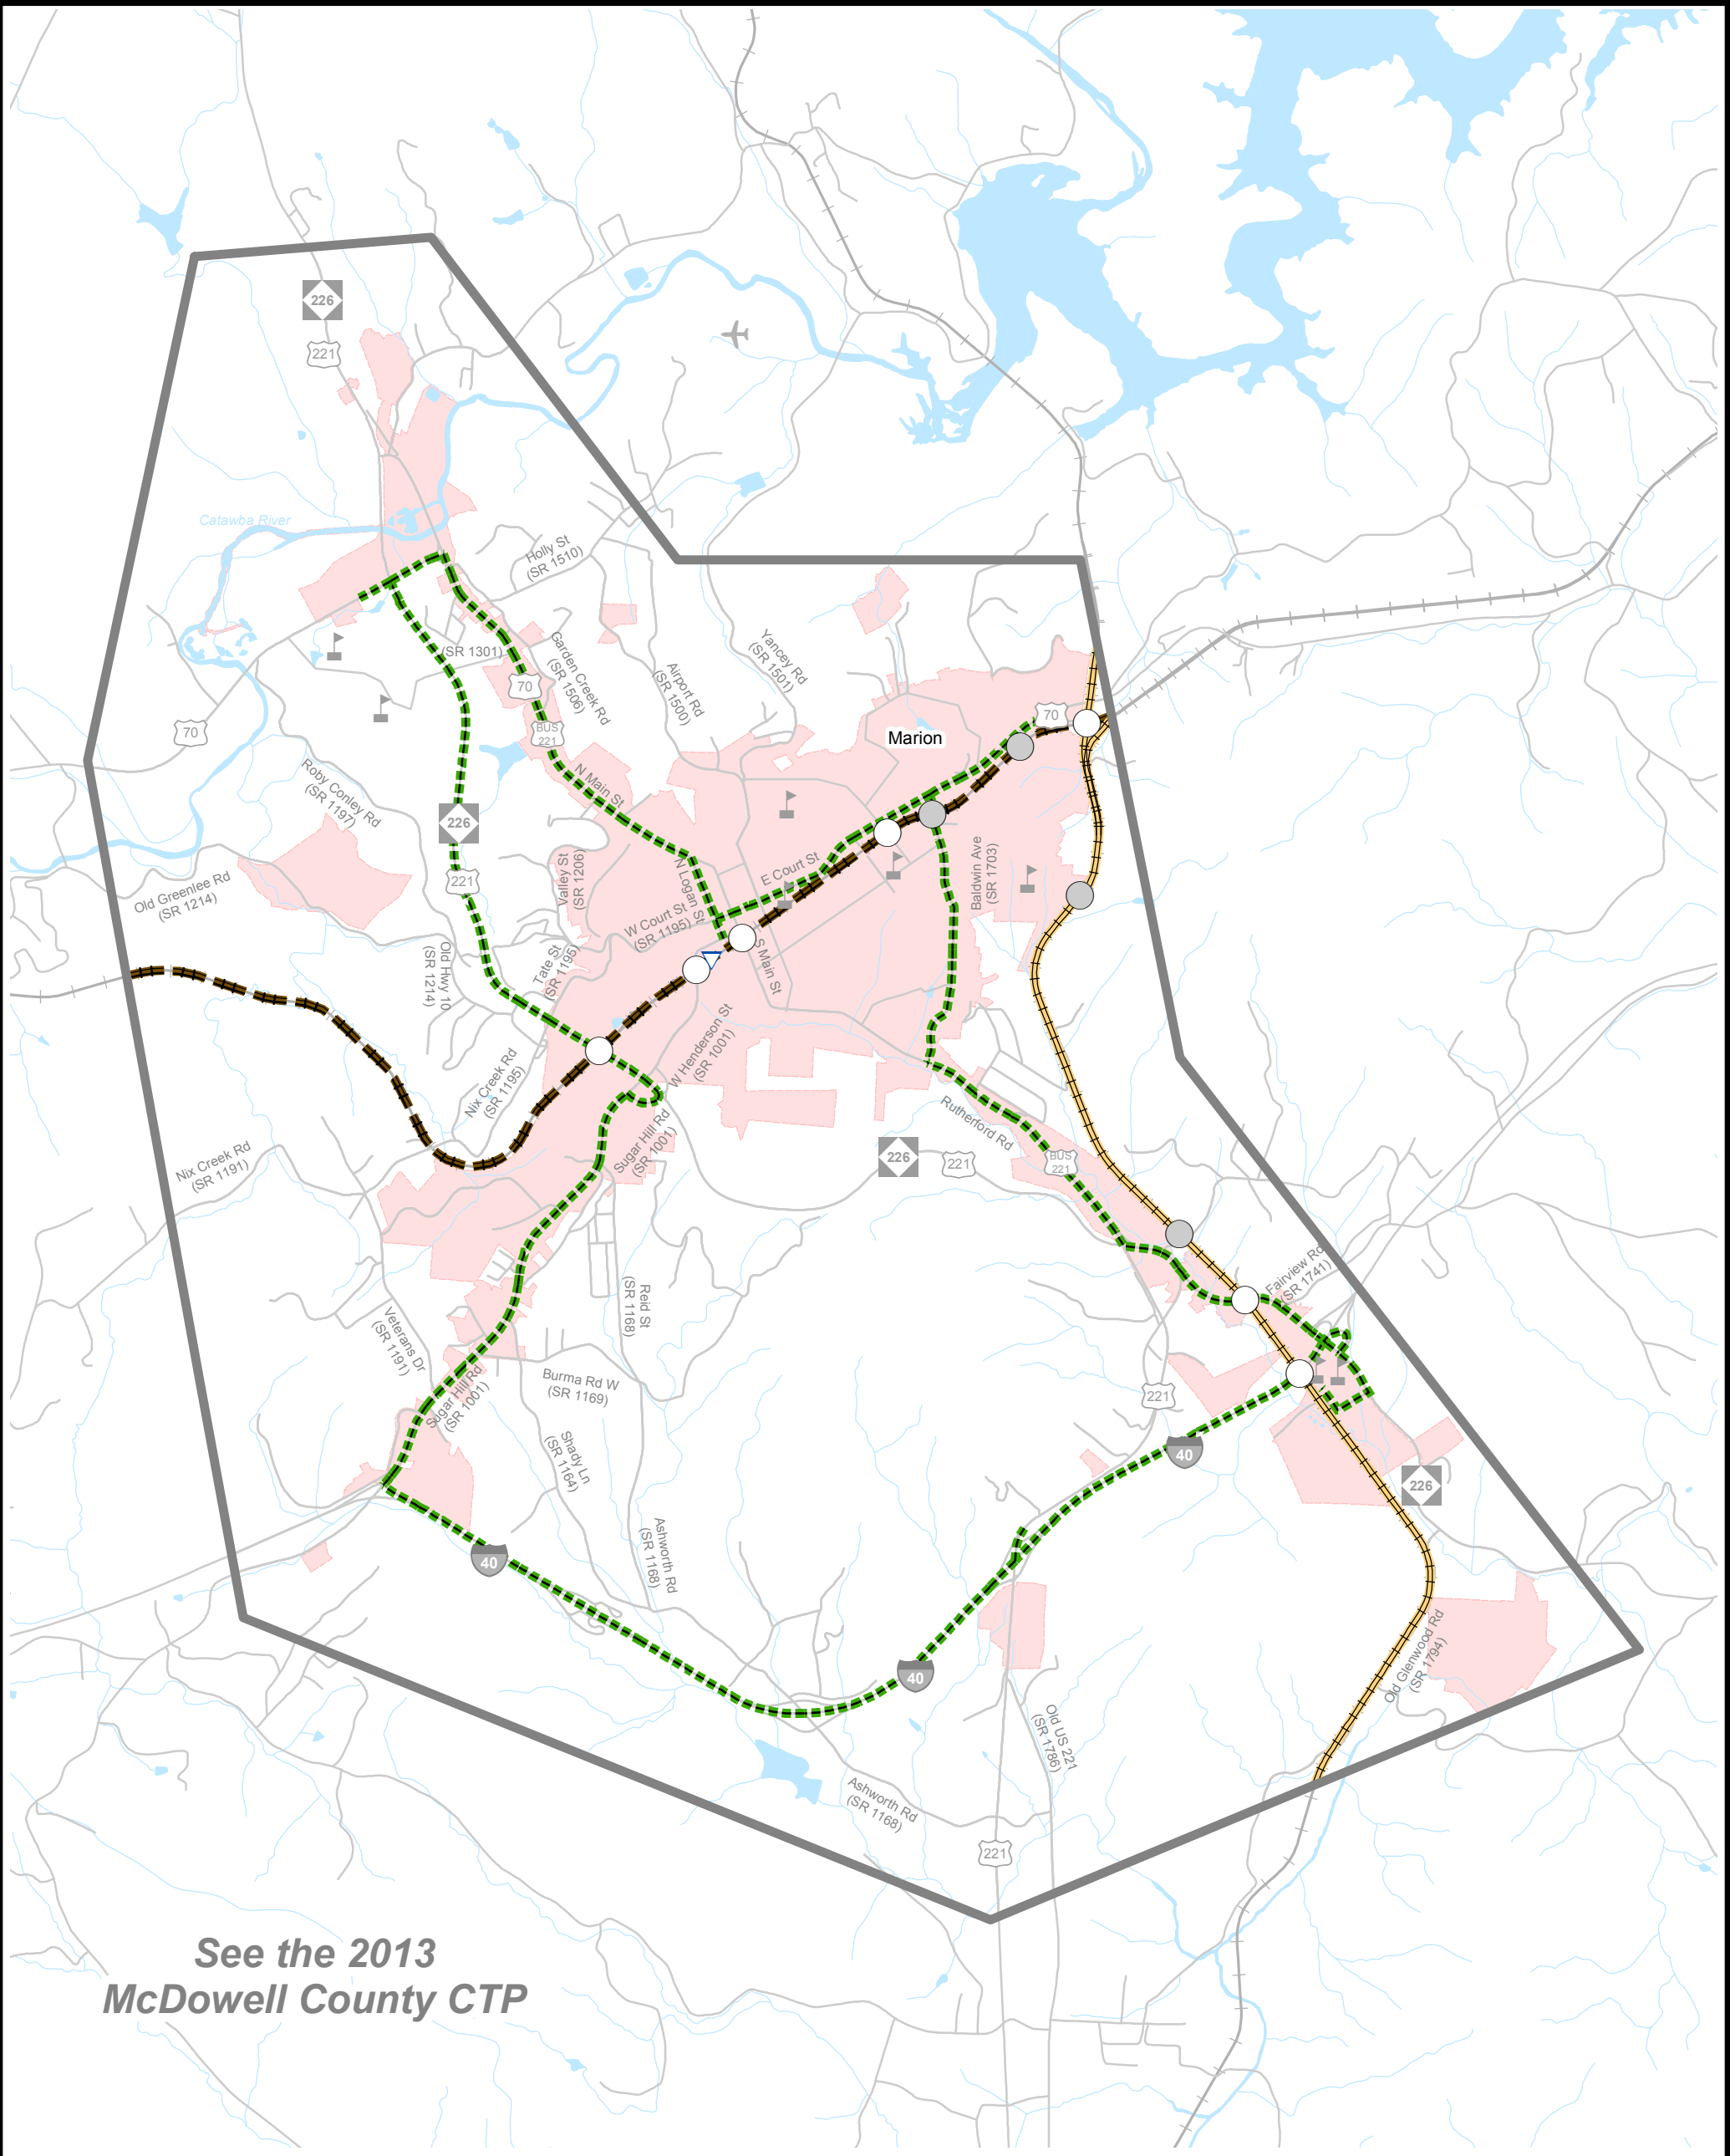 226
221
Catawba River
Holly St
(SR 1510)
(SR 1301)
Garden Creek Rd
(SR 1506)
Airport Rd
(SR 1500)
Yancey Rd
(SR 1501)
70
BUS
221
70
70
Marion
Roby Conley Rd
(SR 1197)
N Main St
226
221
Valley St
(SR 1206)
N Logan St
E Court St
Baldwin Ave
(SR 1703)
Old Greenlee Rd
(SR 1214)
W Court St
(SR 1195)
Old Hwy 10
(SR 1214)
Tate St
(SR 1195)
S Main St
Nix Creek Rd
(SR 1195)
W Henderson St
(SR 1001)
Nix Creek Rd
(SR 1191)
Sugar Hill Rd
(SR 1001)
Rutherford Rd
226
221
BUS
221
Fairview Rd
(SR 1741)
Reid St
(SR 1168)
Veterans Dr
(SR 1191)
Burma Rd W
(SR 1169)
Sugar Hill Rd
(SR 1001)
221
Shady Ln
(SR 1164)
40
226
Ashworth Rd
(SR 1168)
40
40
Old Glenwood Rd
(SR 1794)
Old US 221
(SR 1786)
Ashworth Rd
(SR 1168)
221
See the 2013
McDowell County CTP